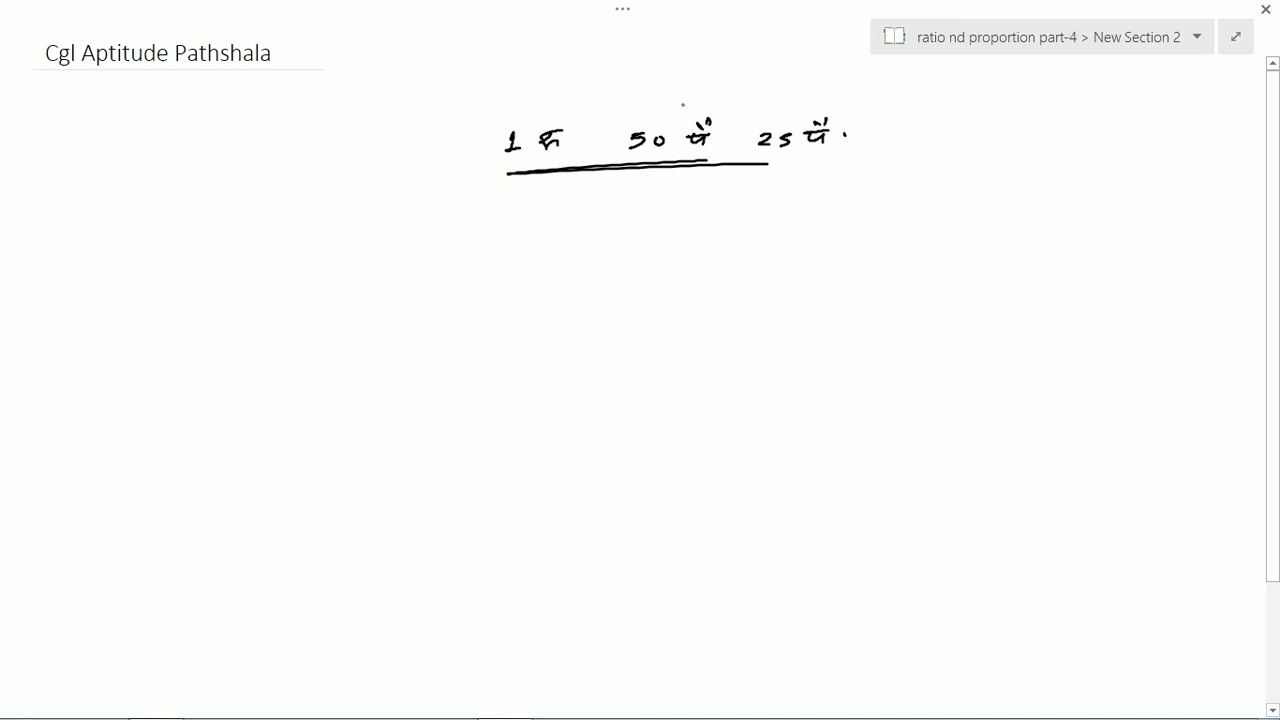 Cgl Aptitude Pathshala
ratio nd proportion part-4 > New Section 2
1 रू 50 पै 25 पै.